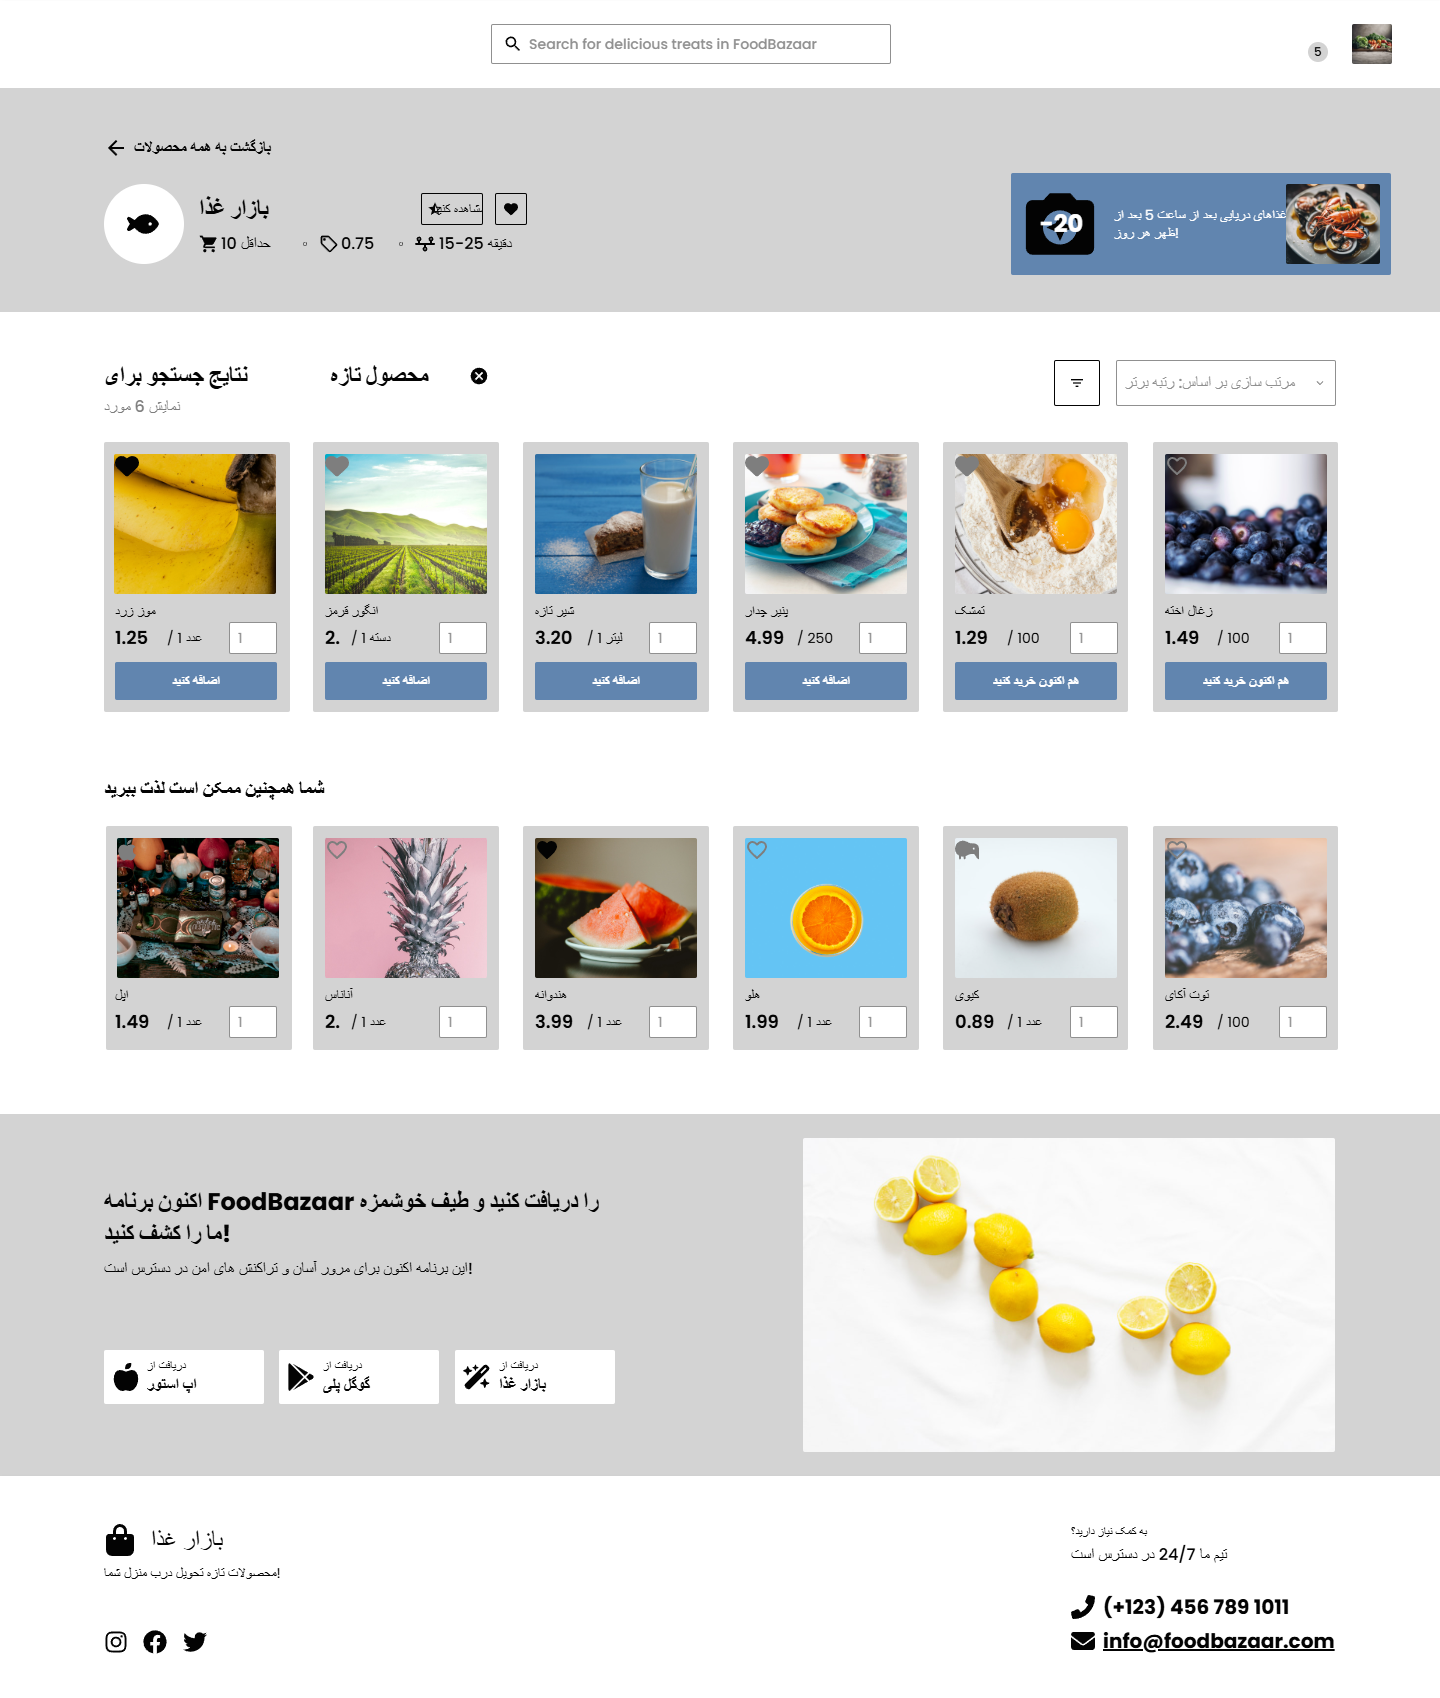 Search for delicious treats in FoodBazaar
5
بازگشت به همه محصولات
بازار غذا
مشاهده کنید
حداقل 10
0.75
15-25 دقیقه
-20
غذاهای دریایی بعد از ساعت 5 بعد از
ظهر هر روز!
نتایج جستجو برای
محصول تازه
نمایش 6 مورد
مرتب سازی بر اساس: رتبه برتر
موز زرد
1.25 / 1 عدد
1
اضافه کنید
انگور قرمز
2. / 1 دسته
1
اضافه کنید
شیر تازه
3.20 / 1 لیتر
1
اضافه کنید
پنیر چدار
4.99 / 250
1
اضافه کنید
تمشک
1.29 / 100
1
هم اکنون خرید کنید
زغال اخته
1.49 / 100
1
هم اکنون خرید کنید
شما همچنین ممکن است لذت ببرید
اپل
1.49 / 1 عدد
1
آناناس
2. / 1 عدد
1
هندوانه
3.99 / 1 عدد
1
هلو
1.99 / 1 عدد
1
کیوی
0.89 / 1 عدد
1
توت آکای
2.49 / 100
1
اکنون برنامه FoodBazaar را دریافت کنید و طیف خوشمزه
ما را کشف کنید!
این برنامه اکنون برای مرور آسان و تراکنش های امن در دسترس است!
دریافت از
اپ استور
دریافت از
گوگل پلی
دریافت از
بازار غذا
بازار غذا
محصولات تازه تحویل درب منزل شما!
به کمک نیاز دارید؟
تیم ما 24/7 در دسترس است
(+123) 456 789 1011
info@foodbazaar.com